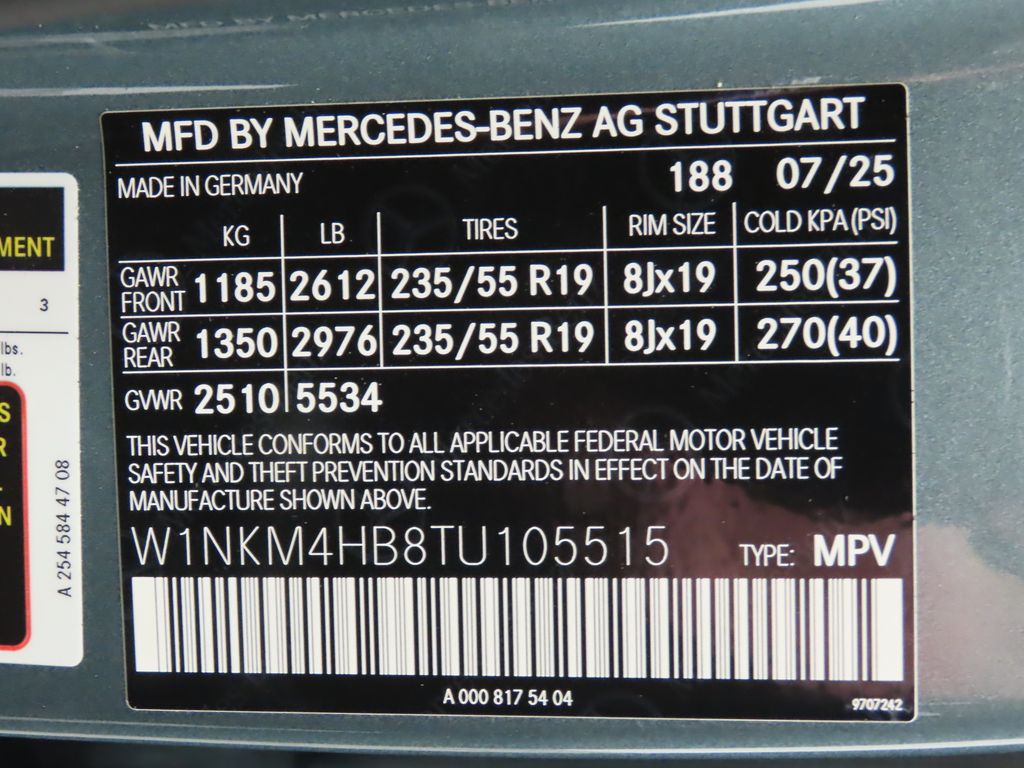 MFD BY MERCEDES-BENZ AG STUTTGART
MADE IN GERMANY 188 07/25
KG LB TIRES RIM SIZE COLD KPA (PSI)
GAWR FRONT 1185 2612 235/55 R19 8Jx19 250(37)
GAWR REAR 1350 2976 235/55 R19 8Jx19 270(40)
GVWR 2510 5534
THIS VEHICLE CONFORMS TO ALL APPLICABLE FEDERAL MOTOR VEHICLE
SAFETY AND THEFT PREVENTION STANDARDS IN EFFECT ON THE DATE OF
MANUFACTURE SHOWN ABOVE.
W1NKM4HB8TU105515 TYPE: MPV
A 000 817 54 04
9707242
MENT
3
lbs.
lb.
S
R
N
A 254 584 47 08